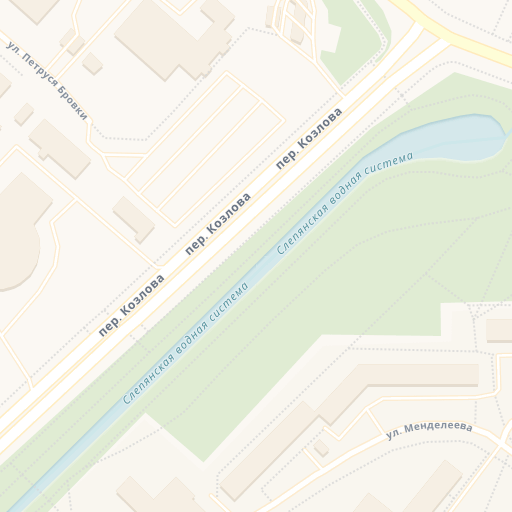 ул. Петруся Бровки
пер. Козлова
Слепянская водная система
пер. Козлова
пер. Козлова
Слепянская водная система
ул. Менделеева